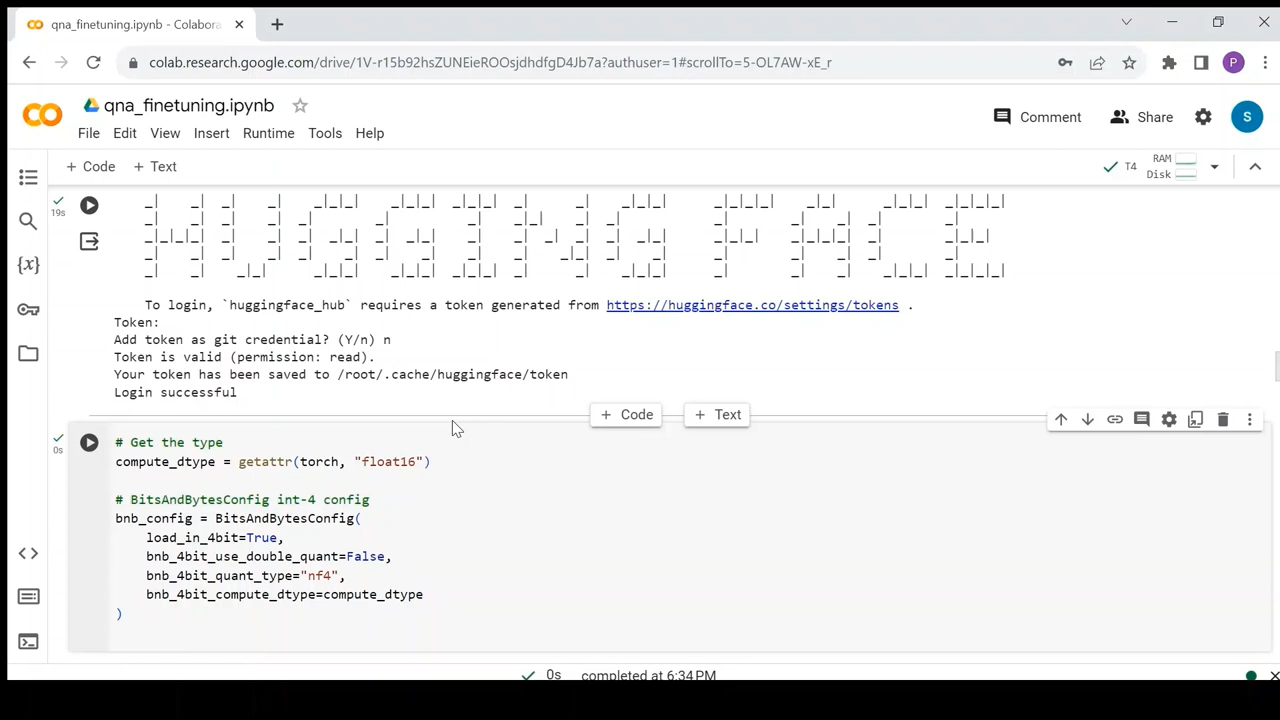 qna_finetuning.ipynb - Colabora
colab.research.google.com/drive/1V-r15b92hsZUNEieROOsjdhdfgD4Jb7a?authuser=1#scrollTo=5-OL7AW-xE_r
P
qna_finetuning.ipynb
Comment
Share
S
File Edit View Insert Runtime Tools Help
+ Code + Text
T4
RAM
Disk
19s
HUGGING FACE
To login, `huggingface_hub` requires a token generated from https://huggingface.co/settings/tokens .
Token:
Add token as git credential? (Y/n) n
Token is valid (permission: read).
Your token has been saved to /root/.cache/huggingface/token
Login successful
+ Code + Text
0s
# Get the type
compute_dtype = getattr(torch, "float16")
# BitsAndBytesConfig int-4 config
bnb_config = BitsAndBytesConfig(
load_in_4bit=True,
bnb_4bit_use_double_quant=False,
bnb_4bit_quant_type="nf4",
bnb_4bit_compute_dtype=compute_dtype
)
0s completed at 6:34 PM